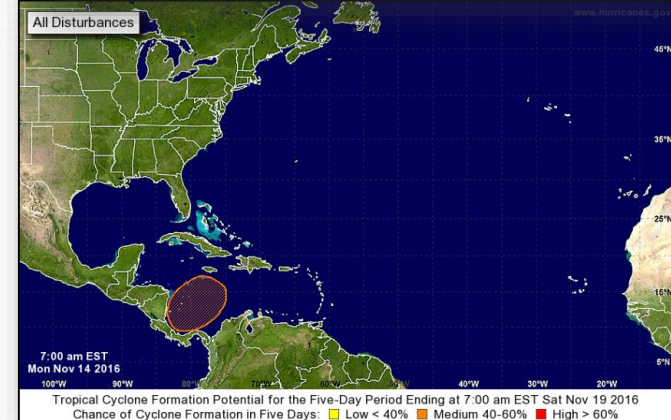 www.hurricanes.gov
All Disturbances
45°N
35°N
25°N
15°N
5°N
7:00 am EST
Mon Nov 14 2016
100°W 90°W 80°W 70°W 60°W 50°W 40°W 30°W 20°W
Tropical Cyclone Formation Potential for the Five-Day Period Ending at 7:00 am EST Sat Nov 19 2016
Chance of Cyclone Formation in Five Days: Low < 40% Medium 40-60% High > 60%